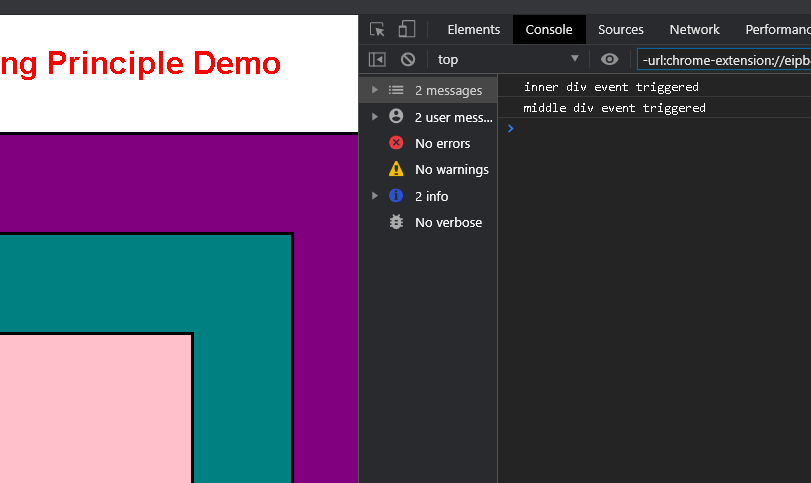 ng Principle Demo
Elements Console Sources Network Performanc
top -url:chrome-extension://eipb
2 messages
2 user mess...
No errors
No warnings
2 info
No verbose
inner div event triggered
middle div event triggered